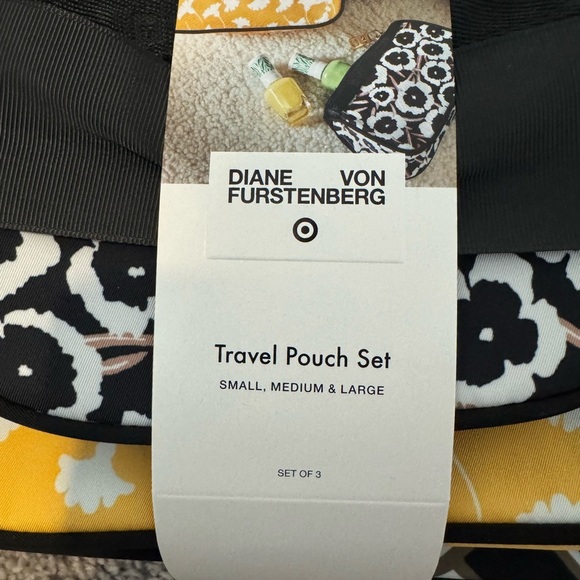 DIANE VON
FURSTENBERG
Travel Pouch Set
SMALL, MEDIUM & LARGE
SET OF 3